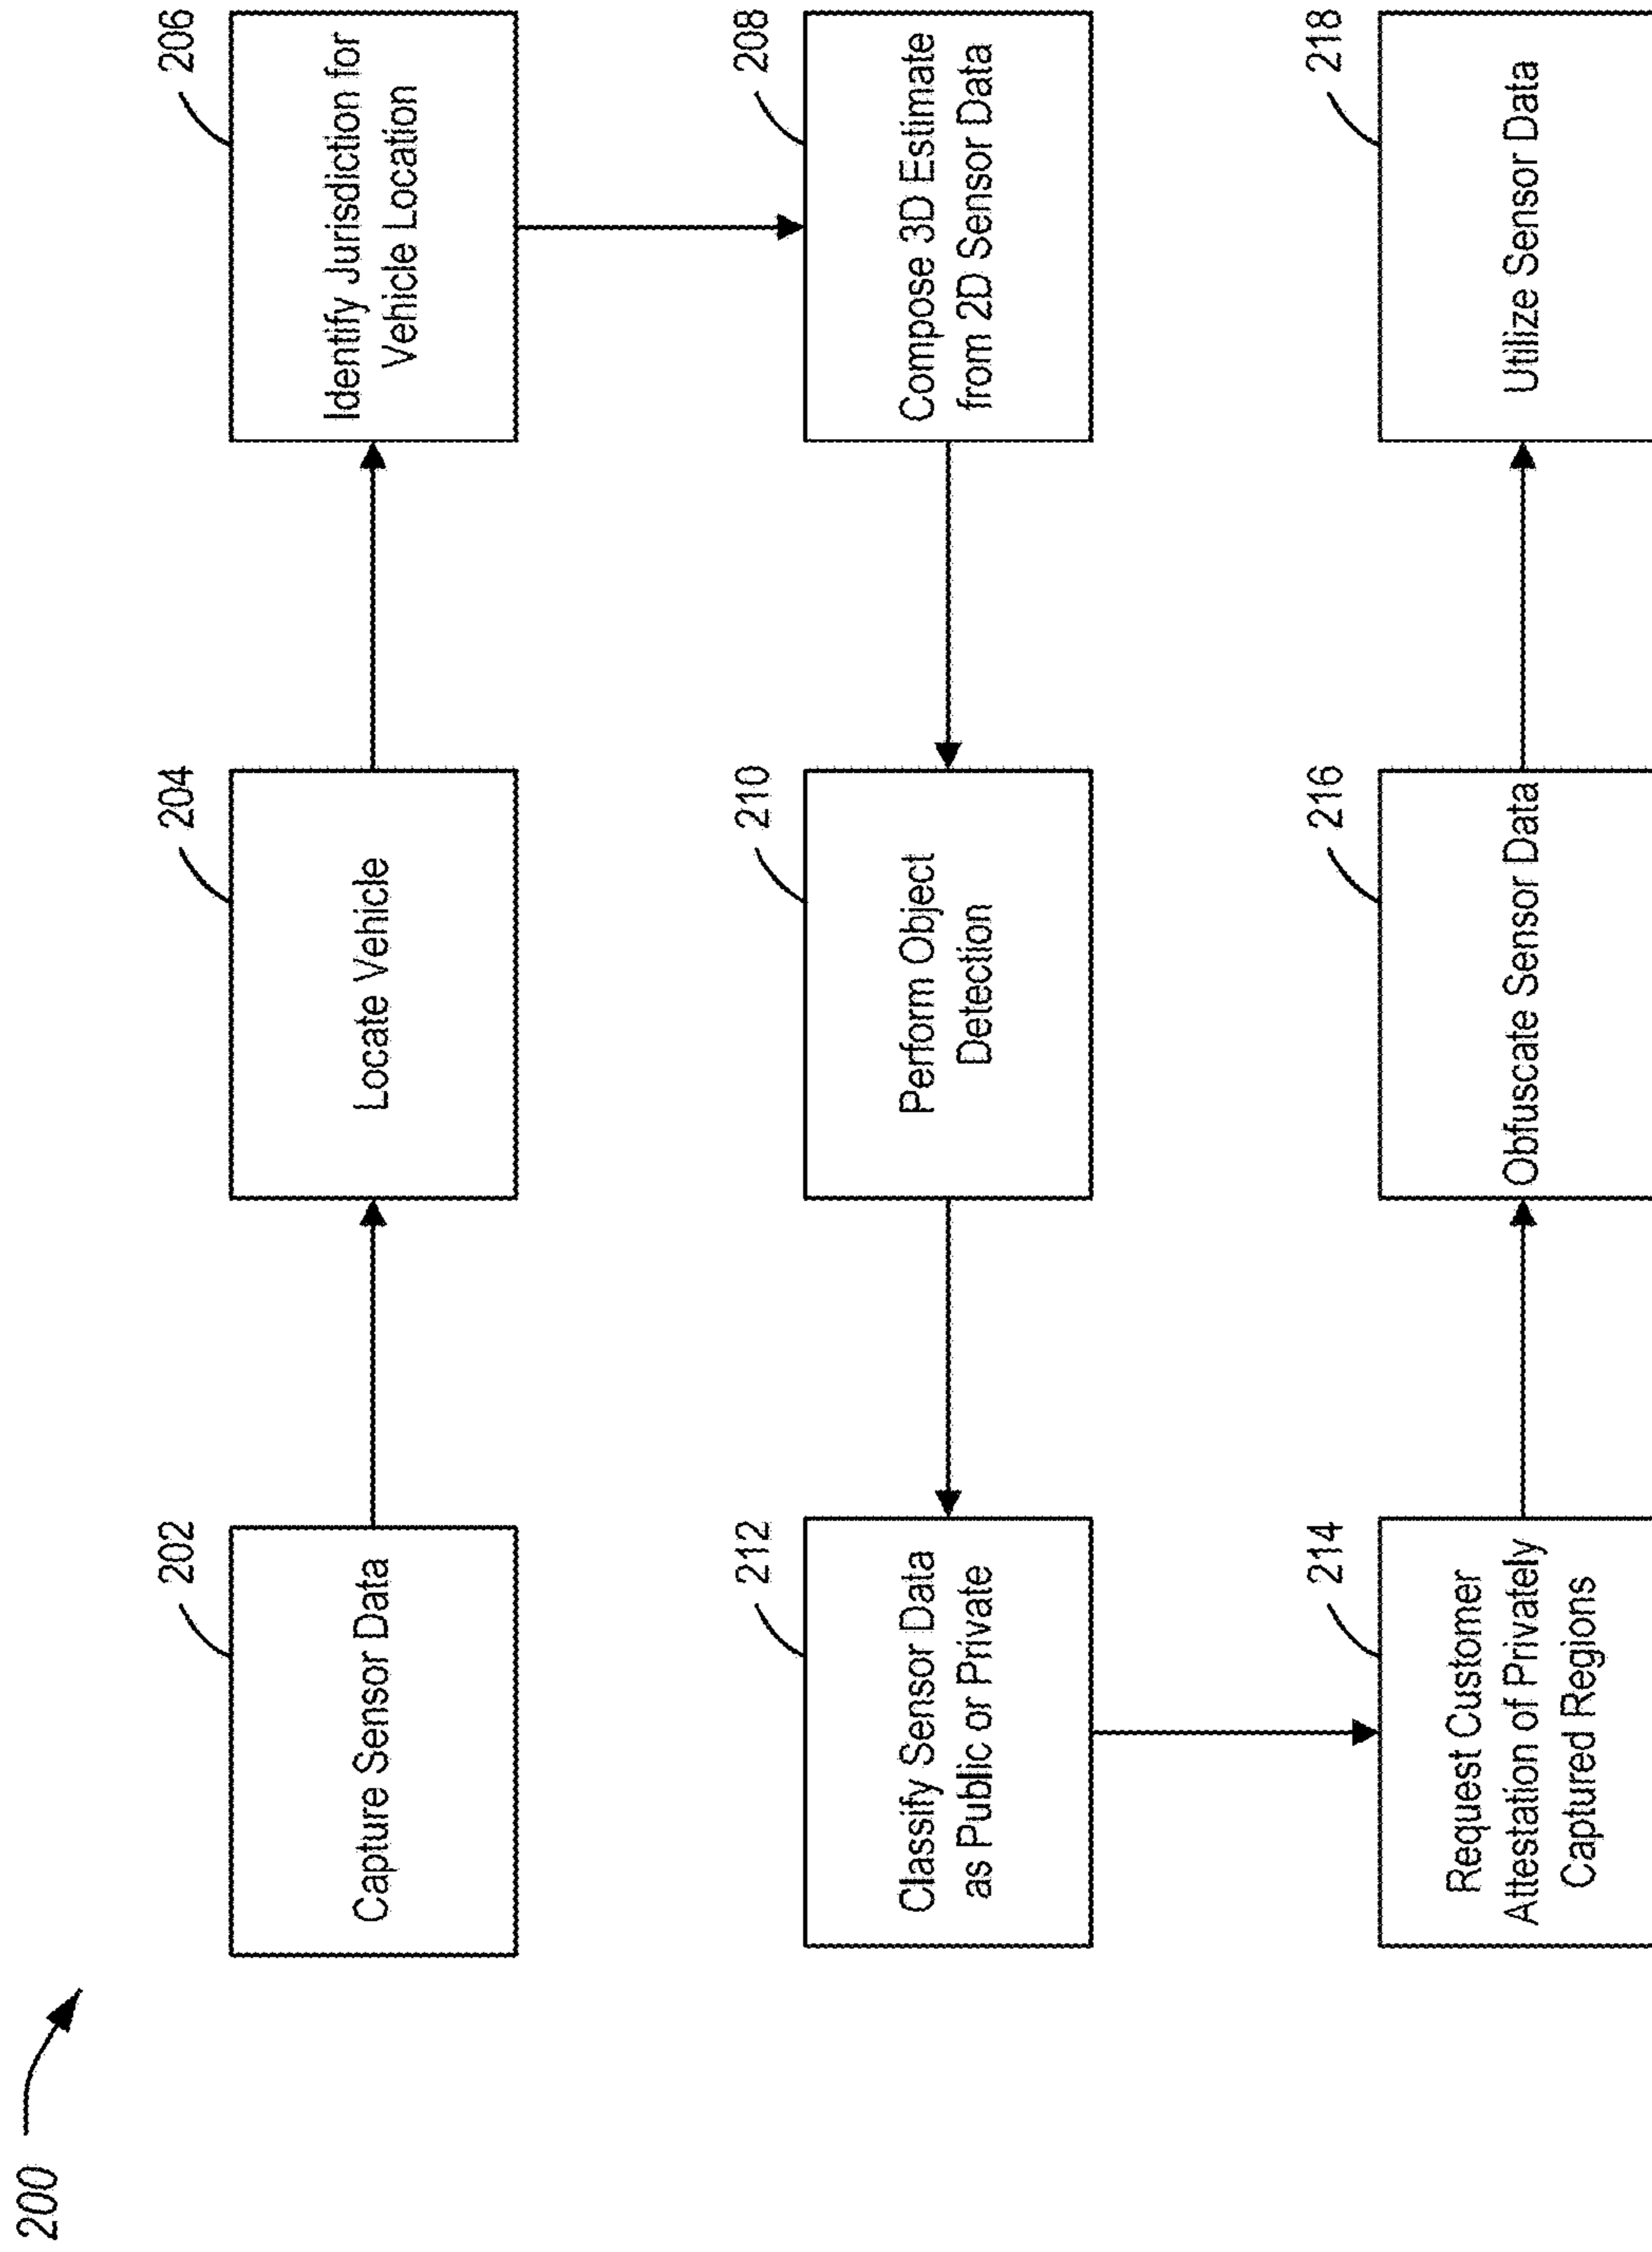 200
202
Capture Sensor Data
204
Locate Vehicle
206
Identify Jurisdiction for
Vehicle Location
208
Compose 3D Estimate
from 2D Sensor Data
210
Perform Object
Detection
212
Classify Sensor Data
as Public or Private
214
Request Customer
Attestation of Privately
Captured Regions
216
Obfuscate Sensor Data
218
Utilize Sensor Data